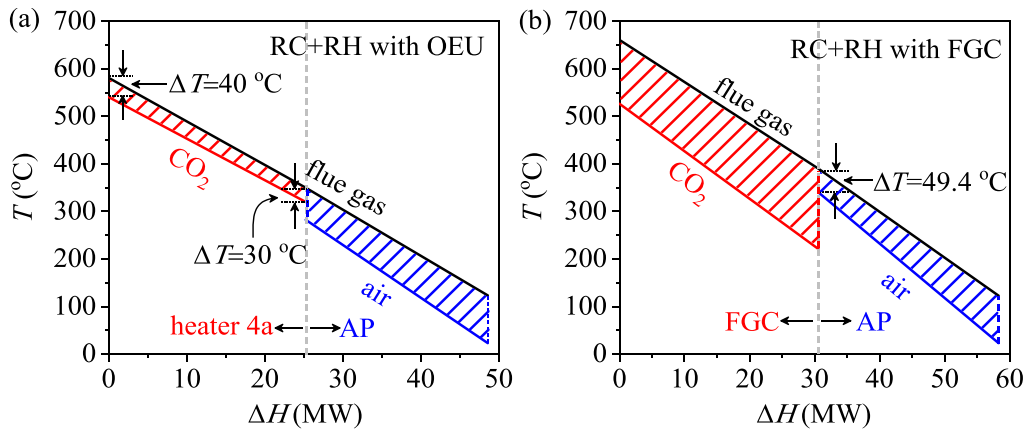 (a)
RC+RH with OEU
Δ T=40 °C
CO2
flue gas
Δ T=30 °C
air
heater 4a
AP
T (°C)
700
600
500
400
300
200
100
0
0
10
20
30
40
50
ΔH (MW)
(b)
RC+RH with FGC
flue gas
CO2
Δ T=49.4 °C
air
FGC
AP
T (°C)
700
600
500
400
300
200
100
0
0
10
20
30
40
50
60
ΔH (MW)